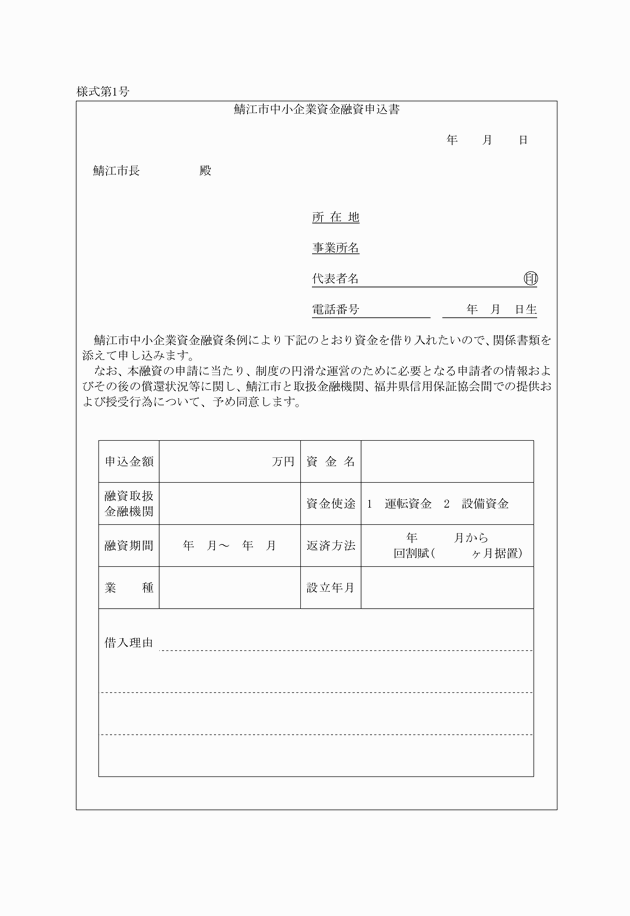 様式第1号
鯖江市中小企業資金融資申込書
年　　月　　日
鯖江市長　　　　　殿
所 在 地
事業所名
代表者名　　　　　　　　　　　　　　㊞
電話番号　　　　　　　　　年　月　日生
　鯖江市中小企業資金融資条例により下記のとおり資金を借り入れたいので、関係書類を
添えて申し込みます。
　なお、本融資の申請に当たり、制度の円滑な運営のために必要となる申請者の情報およ
びその後の償還状況等に関し、鯖江市と取扱金融機関、福井県信用保証協会間での提供お
よび授受行為について、予め同意します。
申込金額　　　　　　　　　　万円　資 金 名
融資取扱
金融機関
資金使途　1　運転資金　2　設備資金
融資期間　　年　月～　年　月　　返済方法
年　　　月から
回割賦(　　　ヶ月据置)
業　　種　　　　　　　　　　設立年月
借入理由